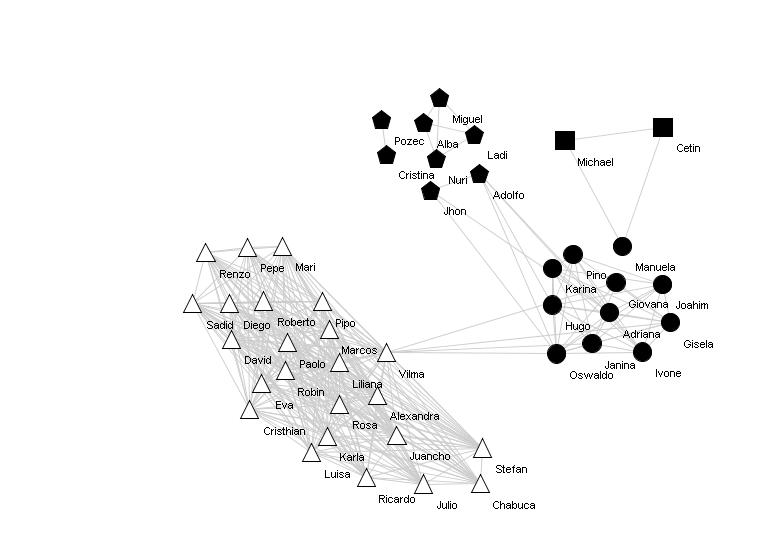 Miguel
Pozec
Alba
Cetin
Ladi
Michael
Cristina
Nuri
Adolfo
Jhon
Renzo
Pepe
Mari
Pino
Manuela
Karina
Giovana
Joahim
Sadid
Diego
Roberto
Pipo
Hugo
Adriana
Gisela
David
Paolo
Marcos
Janina
Ivone
Oswaldo
Vilma
Liliana
Robin
Eva
Alexandra
Rosa
Cristhian
Karla
Juancho
Luisa
Stefan
Ricardo
Julio
Chabuca